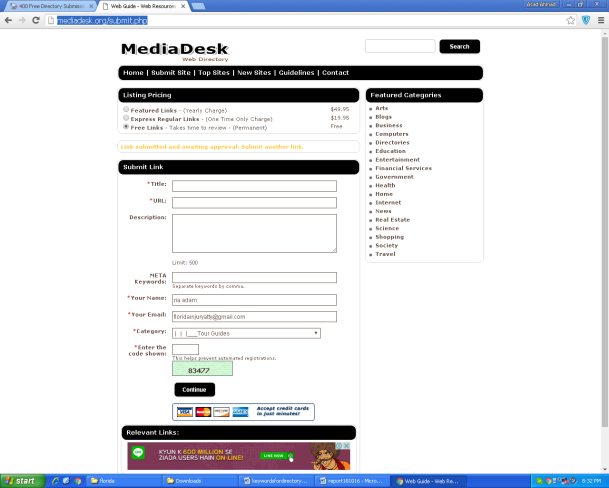 400 Free Directory Submiss
Web Guide - Web Resource
Asad Ahmad
mediadesk.org/submit.php
MediaDesk
Web Directory
Search
Home | Submit Site | Top Sites | New Sites | Guidelines | Contact
Listing Pricing
Featured Links - (Yearly Charge) $49.95
Express Regular Links - (One Time Only Charge) $19.95
Free Links - Takes time to review - (Permanent) Free
Link submitted and awaiting approval. Submit another link.
Submit Link
*Title:
*URL:
Description:
Limit: 500
META
Keywords:
Separate keywords by comma.
*Your Name: ria adam
*Your Email: floridainjuryatty@gmail.com
*Category: | | |___Tour Guides
*Enter the
code shown:
This helps prevent automated registrations.
83477
Continue
VISA
Accept credit cards
in just minutes!
Relevant Links:
LINE
KYUN K 600 MILLION SE
ZIADA USERS HAIN ON-LINE!
LINE NOW
Featured Categories
Arts
Blogs
Business
Computers
Directories
Education
Entertainment
Financial Services
Government
Health
Home
Internet
News
Real Estate
Science
Shopping
Society
Travel
start
florida
Downloads
keywordsfordirectory...
report181016 - Micro...
Web Guide - Web Re...
8:32 PM